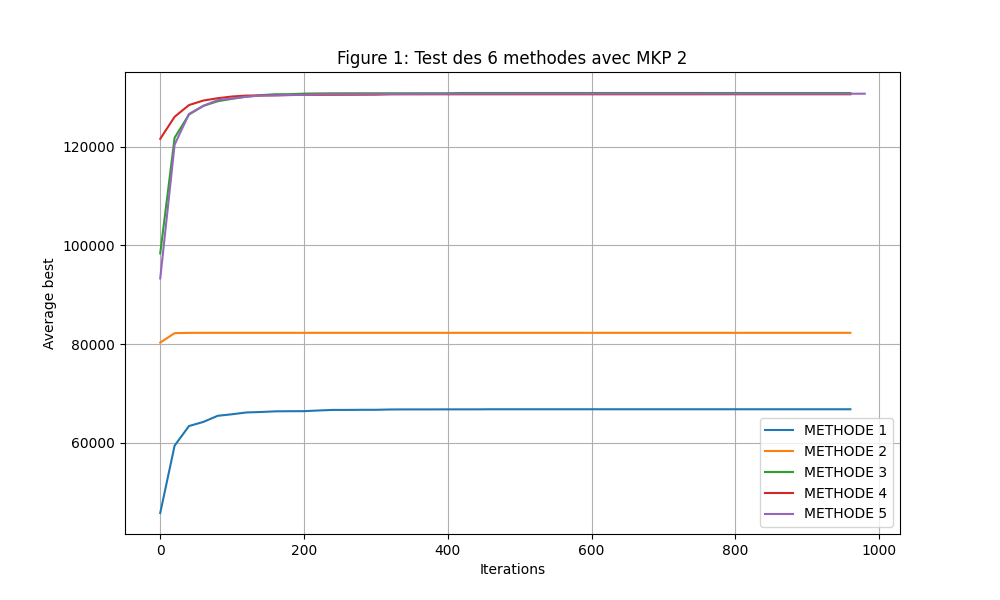 Figure 1: Test des 6 methodes avec MKP 2
Average best
120000
100000
80000
60000
0 200 400 600 800 1000
Iterations
METHODE 1
METHODE 2
METHODE 3
METHODE 4
METHODE 5